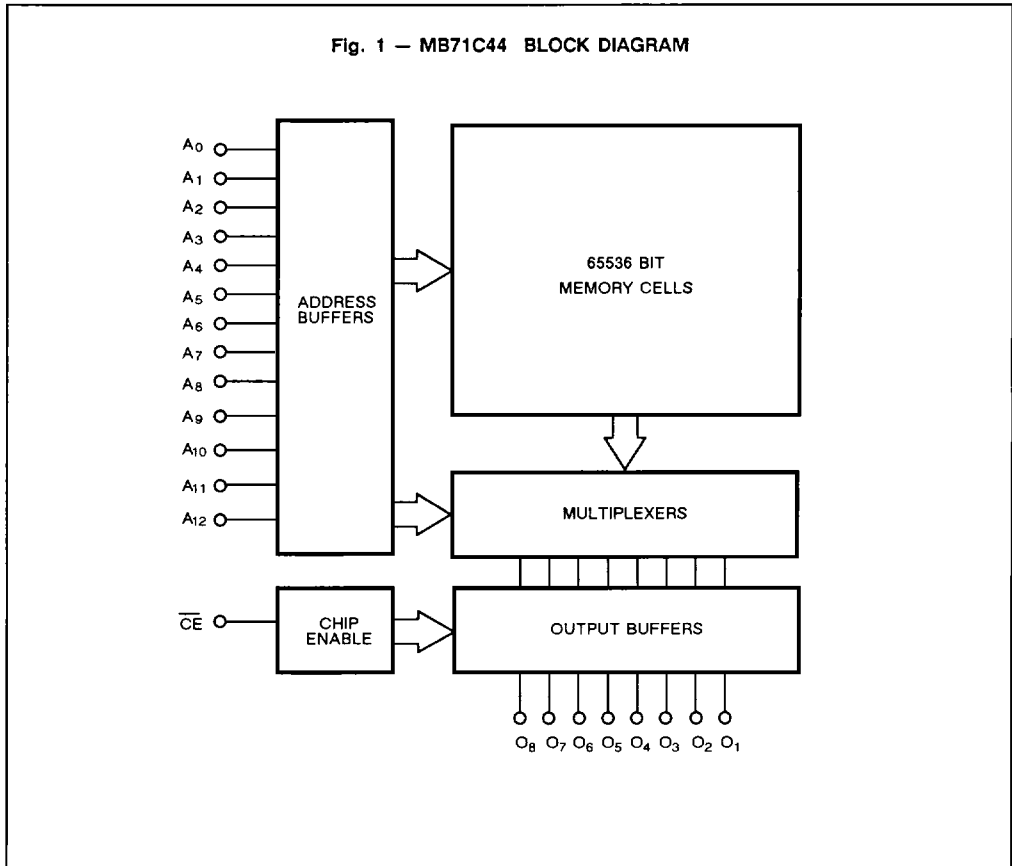 Fig. 1 — MB71C44 BLOCK DIAGRAM
A0
A1
A2
A3
A4
A5
A6
A7
A8
A9
A10
A11
A12
ADDRESS
BUFFERS
65536 BIT
MEMORY CELLS
MULTIPLEXERS
C̅E̅
CHIP
ENABLE
OUTPUT BUFFERS
O8 O7 O6 O5 O4 O3 O2 O1